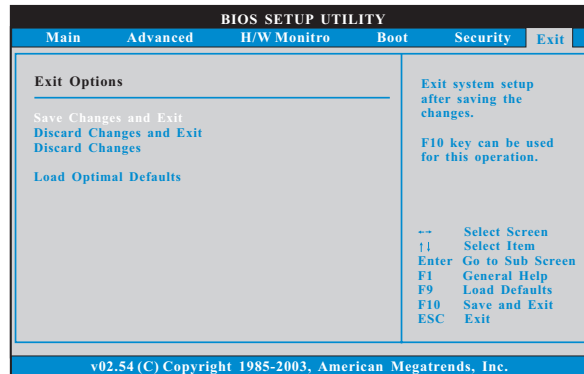 BIOS SETUP UTILITY
Main Advanced H/W Monitro Boot Security Exit
Exit Options
Save Changes and Exit
Discard Changes and Exit
Discard Changes
Load Optimal Defaults
Exit system setup
after saving the
changes.
F10 key can be used
for this operation.
←→ Select Screen
↑↓ Select Item
Enter Go to Sub Screen
F1 General Help
F9 Load Defaults
F10 Save and Exit
ESC Exit
v02.54 (C) Copyright 1985-2003, American Megatrends, Inc.